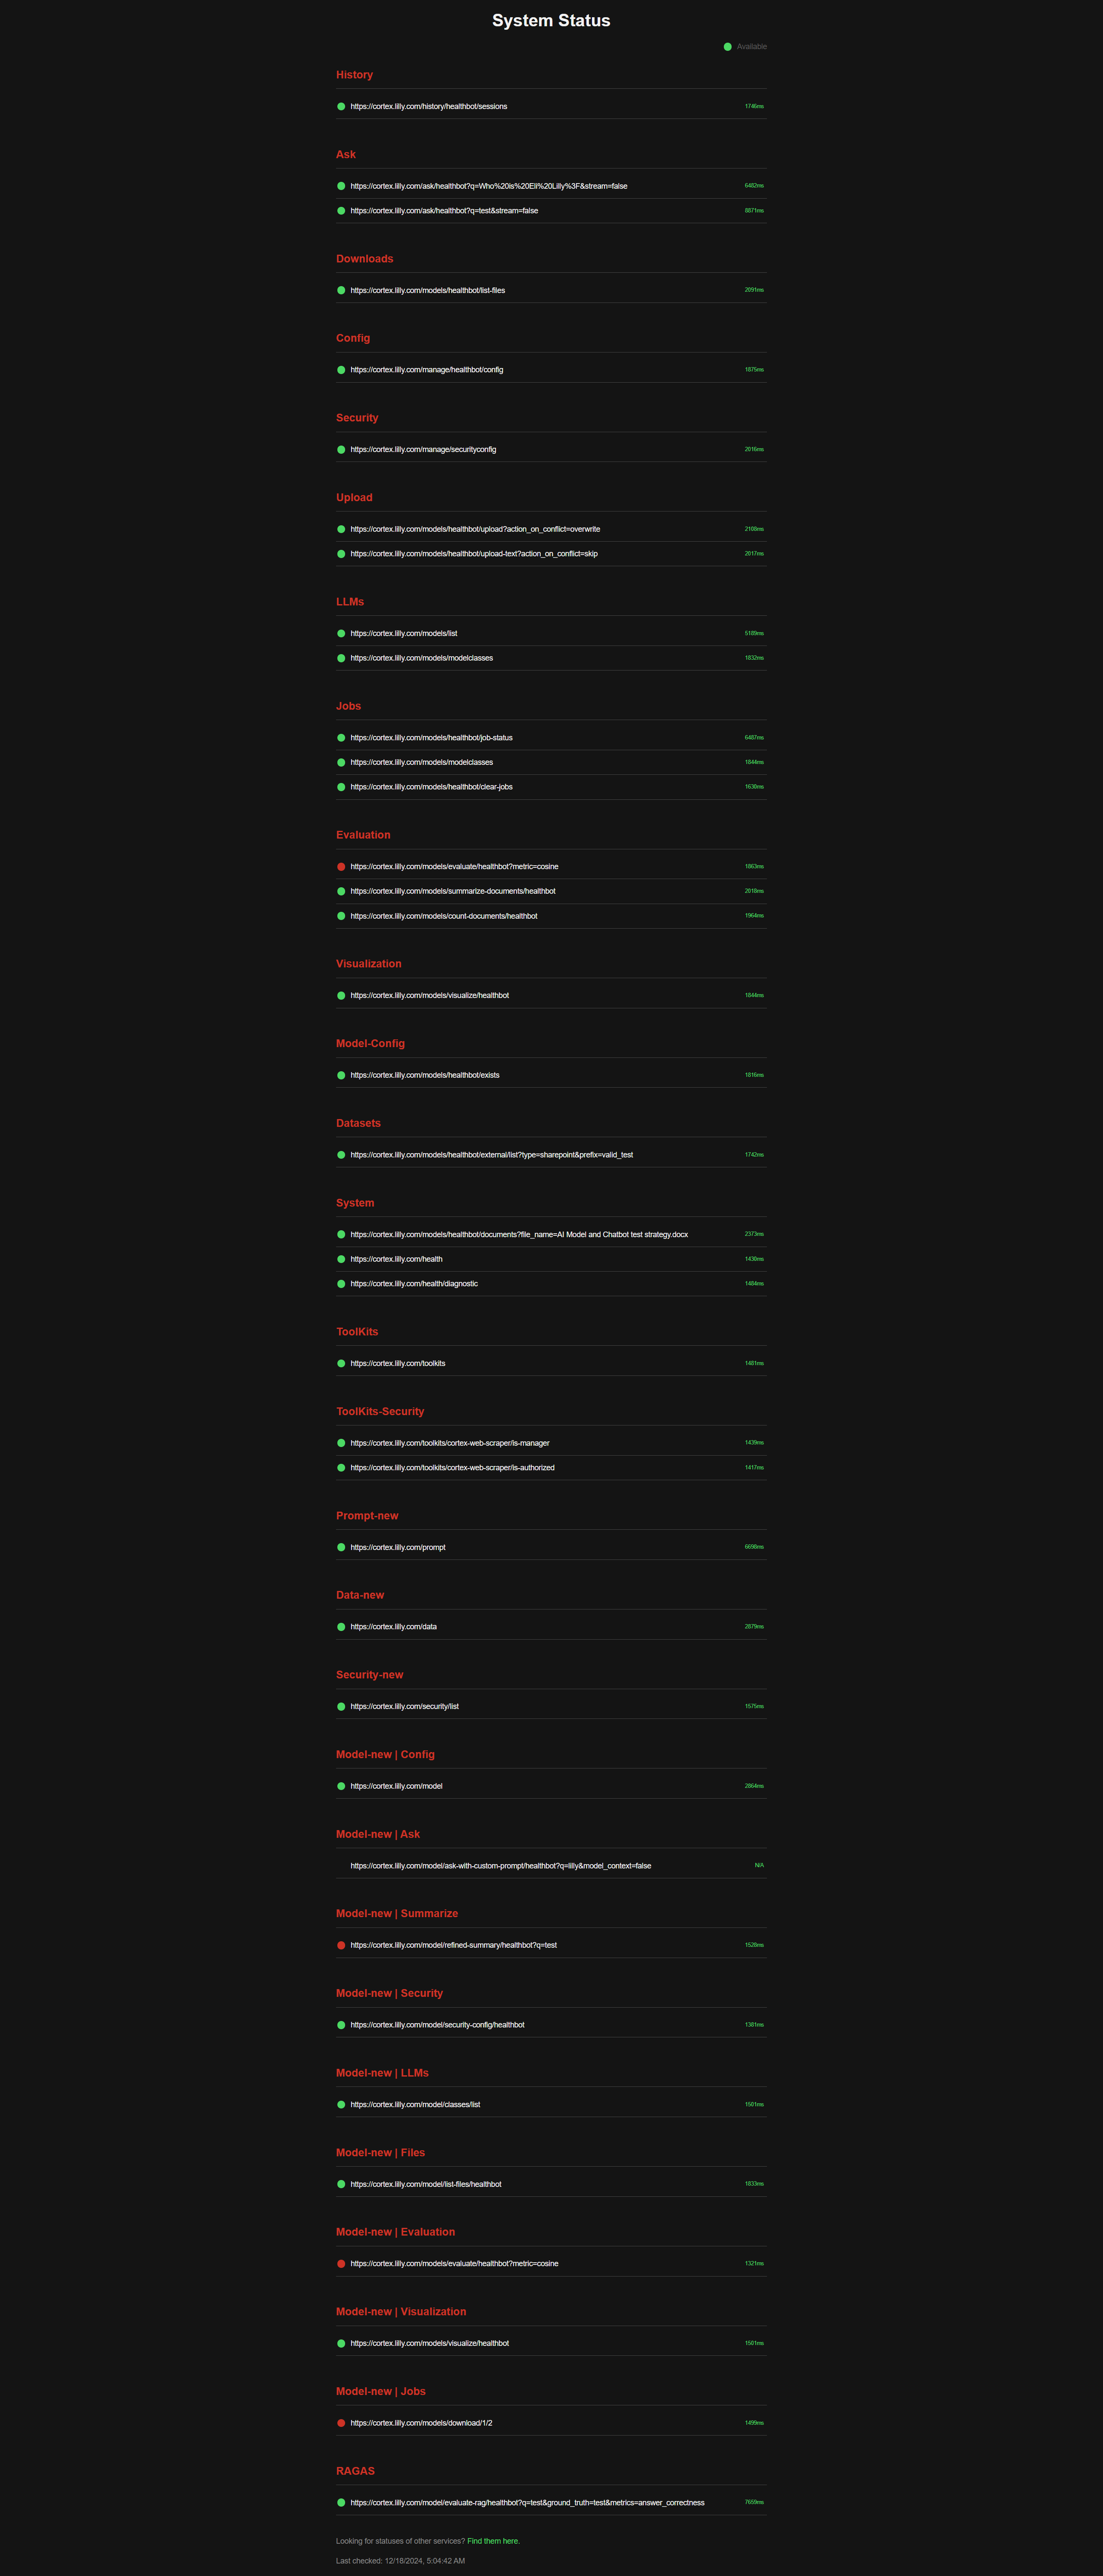 System Status
Available
History
https://cortex.lilly.com/history/healthbot/sessions 1746ms
Ask
https://cortex.lilly.com/ask/healthbot?q=Who%20is%20Eli%20Lilly%3F&stream=false 6482ms
https://cortex.lilly.com/ask/healthbot?q=test&stream=false 8871ms
Downloads
https://cortex.lilly.com/models/healthbot/list-files 2091ms
Config
https://cortex.lilly.com/manage/healthbot/config 1875ms
Security
https://cortex.lilly.com/manage/securityconfig 2016ms
Upload
https://cortex.lilly.com/models/healthbot/upload?action_on_conflict=overwrite 2108ms
https://cortex.lilly.com/models/healthbot/upload-text?action_on_conflict=skip 2017ms
LLMs
https://cortex.lilly.com/models/list 5189ms
https://cortex.lilly.com/models/modelclasses 1832ms
Jobs
https://cortex.lilly.com/models/healthbot/job-status 6487ms
https://cortex.lilly.com/models/modelclasses 1844ms
https://cortex.lilly.com/models/healthbot/clear-jobs 1630ms
Evaluation
https://cortex.lilly.com/models/evaluate/healthbot?metric=cosine 1863ms
https://cortex.lilly.com/models/summarize-documents/healthbot 2018ms
https://cortex.lilly.com/models/count-documents/healthbot 1964ms
Visualization
https://cortex.lilly.com/models/visualize/healthbot 1844ms
Model-Config
https://cortex.lilly.com/models/healthbot/exists 1816ms
Datasets
https://cortex.lilly.com/models/healthbot/external/list?type=sharepoint&prefix=valid_test 1742ms
System
https://cortex.lilly.com/models/healthbot/documents?file_name=AI Model and Chatbot test strategy.docx 2373ms
https://cortex.lilly.com/health 1430ms
https://cortex.lilly.com/health/diagnostic 1484ms
ToolKits
https://cortex.lilly.com/toolkits 1481ms
ToolKits-Security
https://cortex.lilly.com/toolkits/cortex-web-scraper/is-manager 1439ms
https://cortex.lilly.com/toolkits/cortex-web-scraper/is-authorized 1417ms
Prompt-new
https://cortex.lilly.com/prompt 6698ms
Data-new
https://cortex.lilly.com/data 2879ms
Security-new
https://cortex.lilly.com/security/list 1575ms
Model-new | Config
https://cortex.lilly.com/model 2864ms
Model-new | Ask
https://cortex.lilly.com/model/ask-with-custom-prompt/healthbot?q=lilly&model_context=false N/A
Model-new | Summarize
https://cortex.lilly.com/model/refined-summary/healthbot?q=test 1528ms
Model-new | Security
https://cortex.lilly.com/model/security-config/healthbot 1381ms
Model-new | LLMs
https://cortex.lilly.com/model/classes/list 1501ms
Model-new | Files
https://cortex.lilly.com/model/list-files/healthbot 1833ms
Model-new | Evaluation
https://cortex.lilly.com/models/evaluate/healthbot?metric=cosine 1321ms
Model-new | Visualization
https://cortex.lilly.com/models/visualize/healthbot 1501ms
Model-new | Jobs
https://cortex.lilly.com/models/download/1/2 1499ms
RAGAS
https://cortex.lilly.com/model/evaluate-rag/healthbot?q=test&ground_truth=test&metrics=answer_correctness 7659ms
Looking for statuses of other services? Find them here.
Last checked: 12/18/2024, 5:04:42 AM